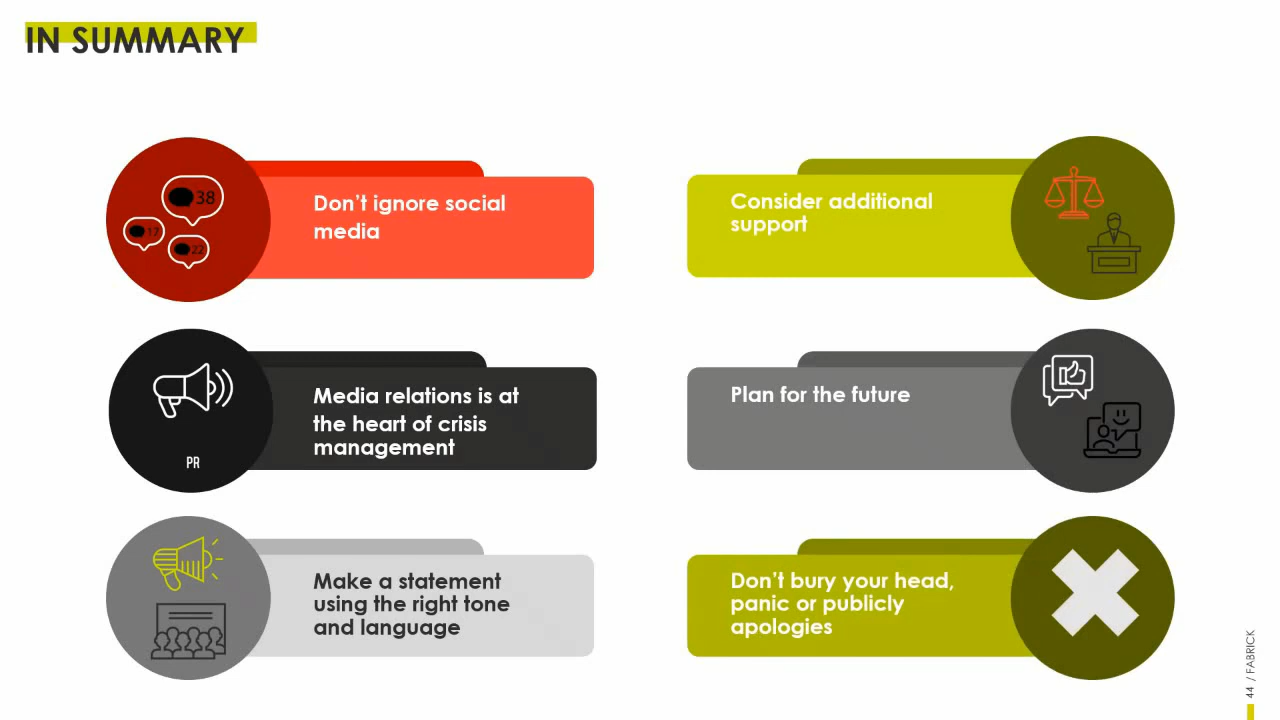 IN SUMMARY
38
17
22
Don't ignore social
media
Consider additional
support
PR
Media relations is at
the heart of crisis
management
Plan for the future
Make a statement
using the right tone
and language
Don't bury your head,
panic or publicly
apologies
44 / FABRICK